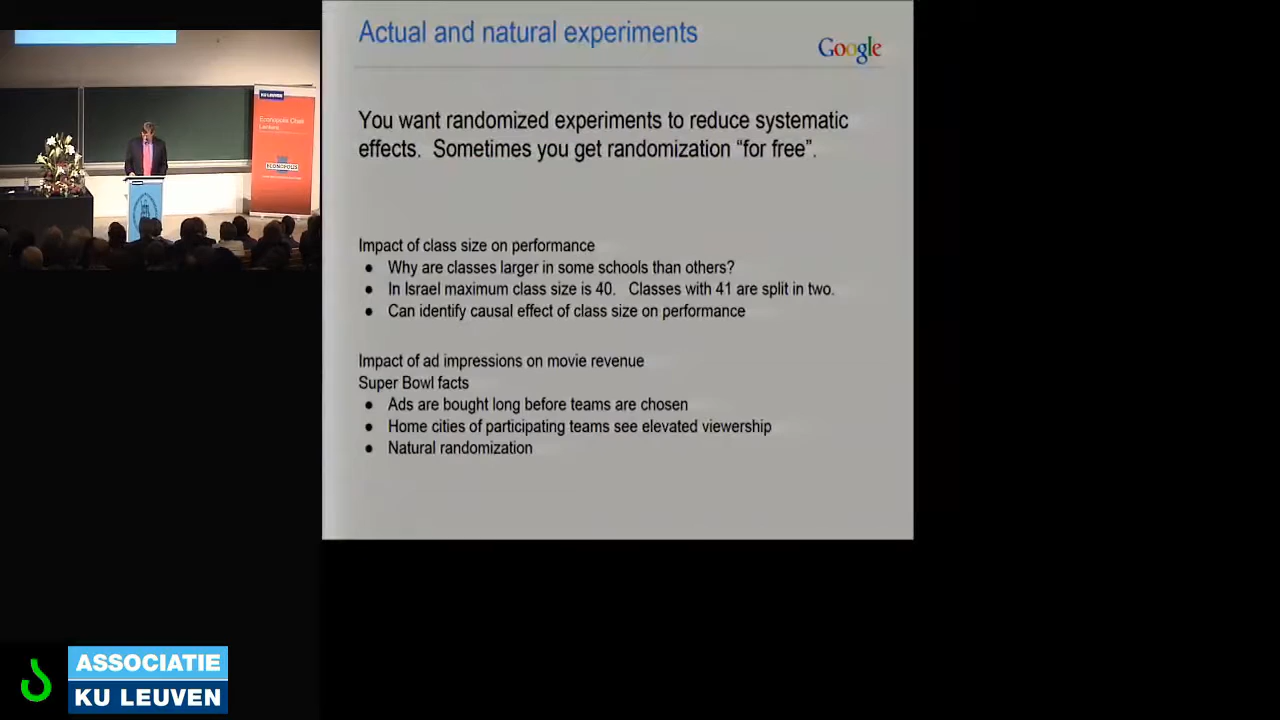 Actual and natural experiments
Google
You want randomized experiments to reduce systematic
effects. Sometimes you get randomization “for free”.
Impact of class size on performance
● Why are classes larger in some schools than others?
● In Israel maximum class size is 40. Classes with 41 are split in two.
● Can identify causal effect of class size on performance
Impact of ad impressions on movie revenue
Super Bowl facts
● Ads are bought long before teams are chosen
● Home cities of participating teams see elevated viewership
● Natural randomization
KU LEUVEN
ECONOPOLIS
ASSOCIATIE
KU LEUVEN